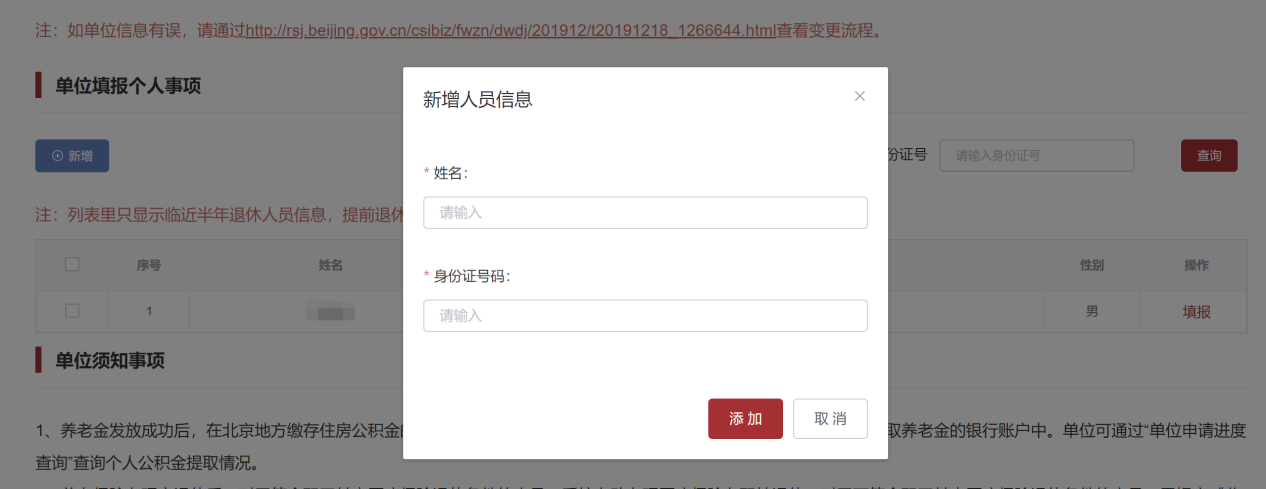 注：如单位信息有误，请通过http://rsj.beijing.gov.cn/csibiz/fwzn/dwdj/201912/t20191218_1266644.html查看变更流程。
单位填报个人事项
新增人员信息
新增
份证号 请输入身份证号 查询
* 姓名：
请输入
注：列表里只显示临近半年退休人员信息，提前退休
序号 姓名 性别 操作
* 身份证号码：
1 男 填报
请输入
单位须知事项
添加 取消
1、养老金发放成功后，在北京地方缴存住房公积金 取养老金的银行账户中。单位可通过“单位申请进度
查询”查询个人公积金提取情况。